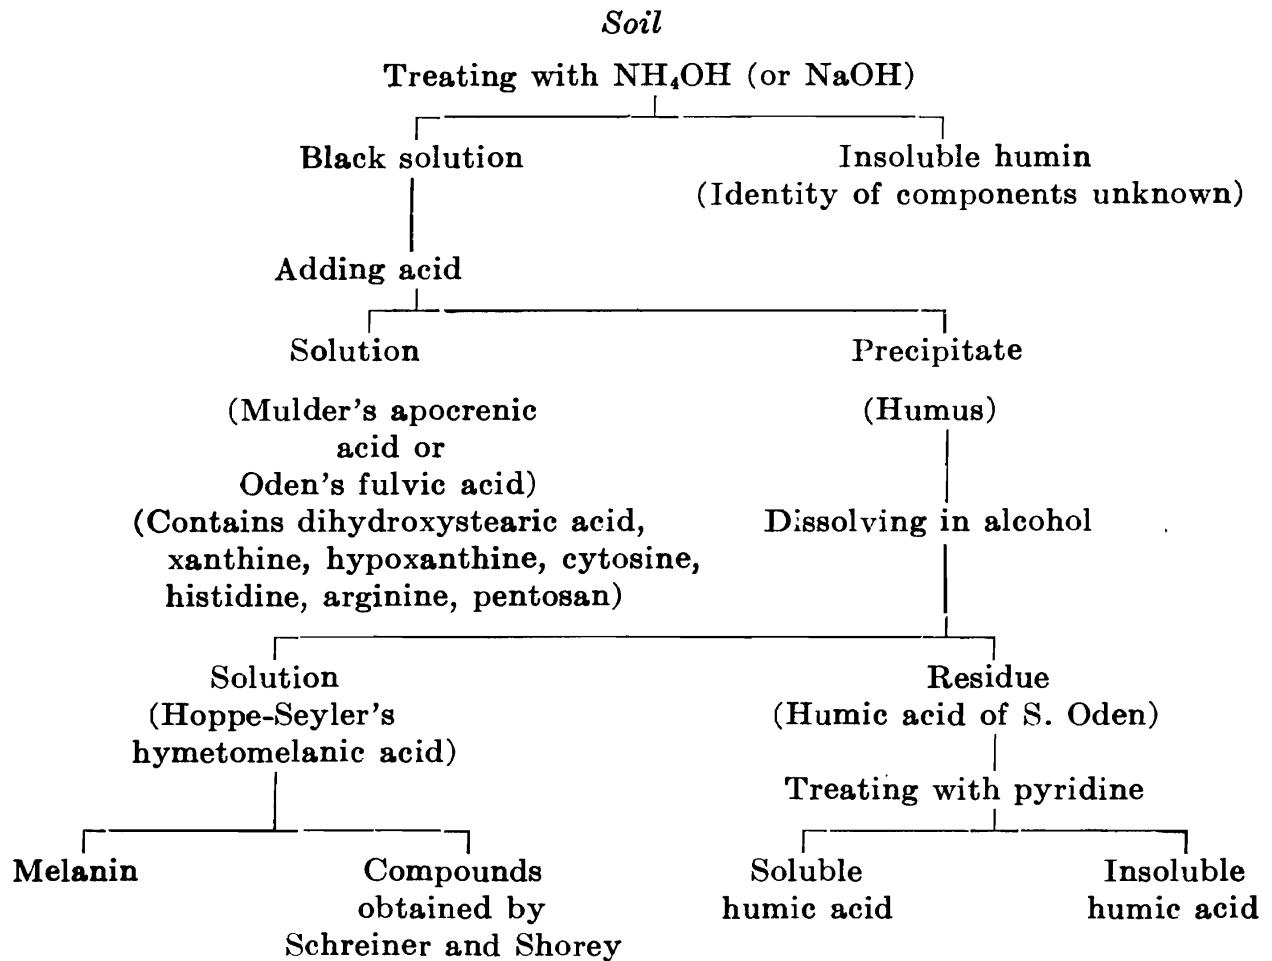 Soil
Treating with NH₄OH (or NaOH)
Black solution
Insoluble humin
(Identity of components unknown)
Adding acid
Solution
Precipitate
(Mulder's apocrenic
acid or
Oden's fulvic acid)
(Contains dihydroxystearic acid,
xanthine, hypoxanthine, cytosine,
histidine, arginine, pentosan)
(Humus)
Dissolving in alcohol
Solution
(Hoppe-Seyler's
hymetomelanic acid)
Residue
(Humic acid of S. Oden)
Treating with pyridine
Melanin
Compounds
obtained by
Schreiner and Shorey
Soluble
humic acid
Insoluble
humic acid